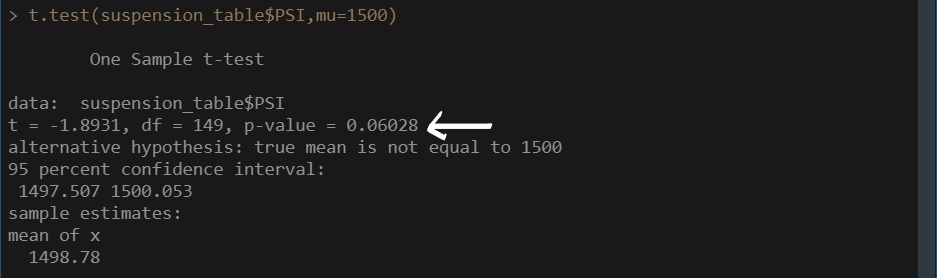 > t.test(suspension_table$PSI,mu=1500)
One Sample t-test
data:  suspension_table$PSI
t = -1.8931, df = 149, p-value = 0.06028
alternative hypothesis: true mean is not equal to 1500
95 percent confidence interval:
 1497.507 1500.053
sample estimates:
mean of x
  1498.78